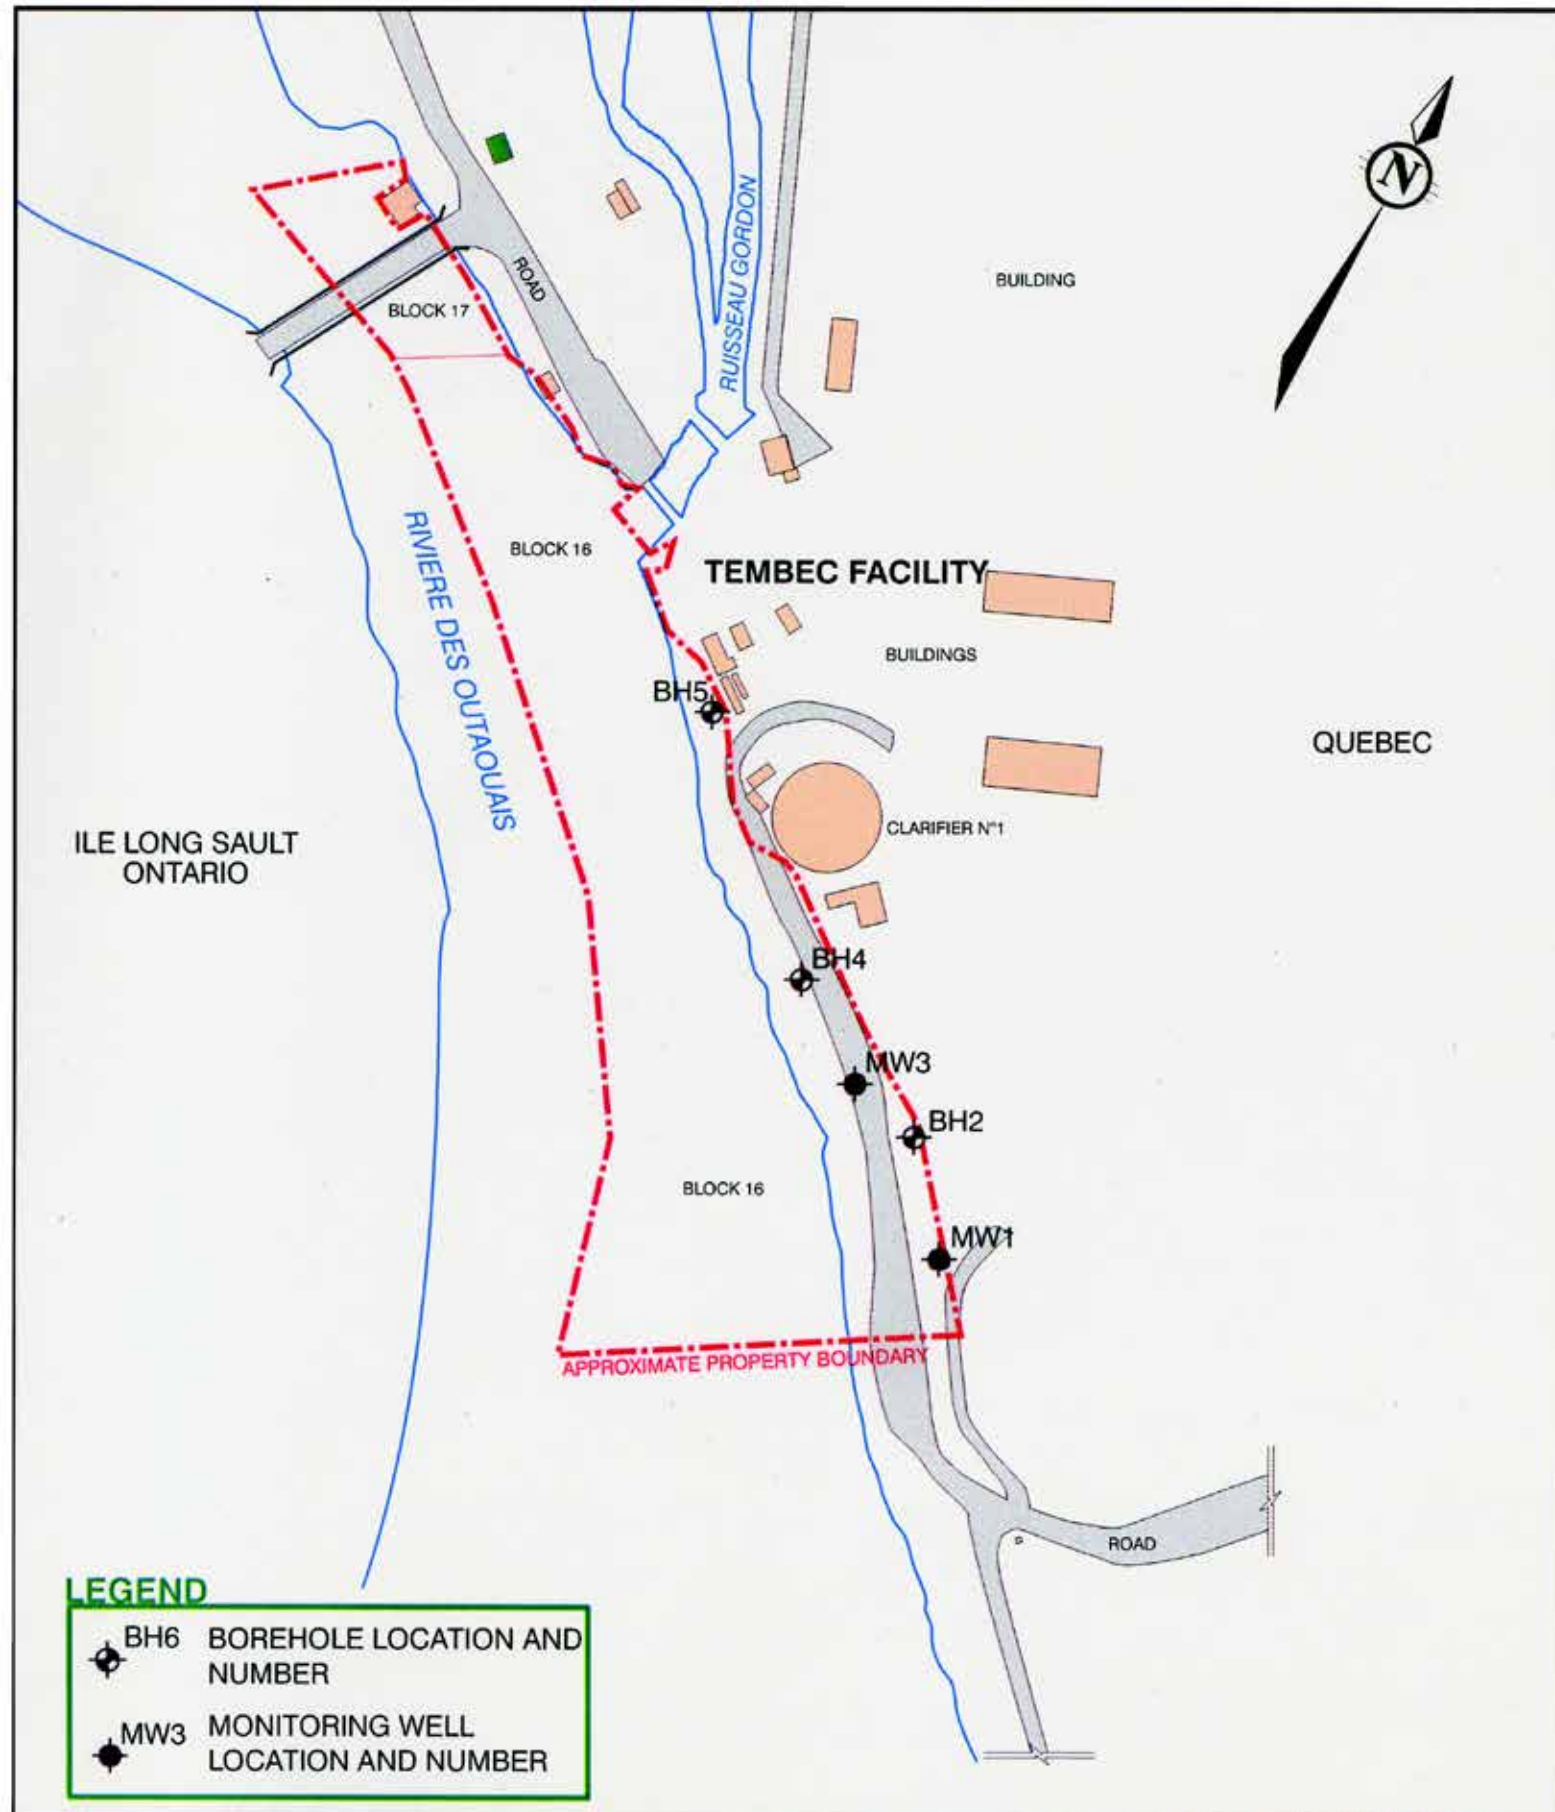 N
RUISSEAU GORDON
ROAD
BUILDING
BLOCK 17
RIVIERE DES OUTAOUAIS
BLOCK 16
TEMBEC FACILITY
BUILDINGS
BH5
QUEBEC
CLARIFIER N°1
ILE LONG SAULT
ONTARIO
BH4
MW3
BH2
BLOCK 16
MW1
APPROXIMATE PROPERTY BOUNDARY
ROAD
LEGEND
BH6 BOREHOLE LOCATION AND
NUMBER
MW3 MONITORING WELL
LOCATION AND NUMBER